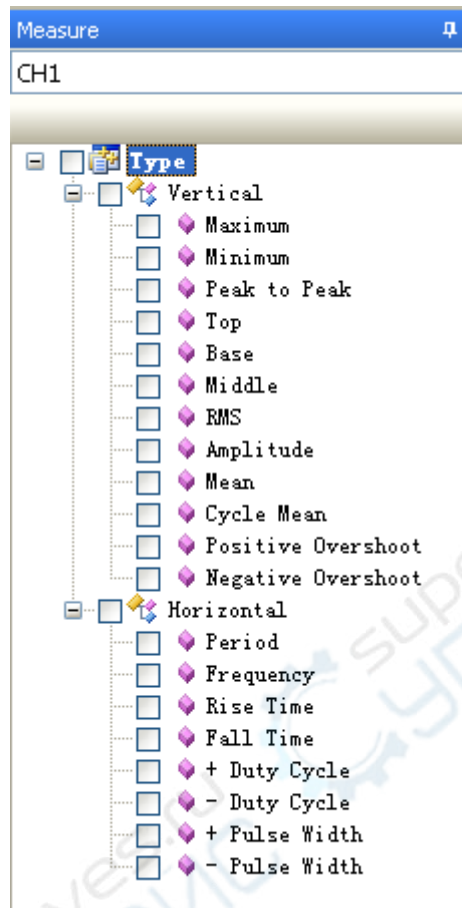 Measure
CH1
Type
Vertical
Maximum
Minimum
Peak to Peak
Top
Base
Middle
RMS
Amplitude
Mean
Cycle Mean
Positive Overshoot
Negative Overshoot
Horizontal
Period
Frequency
Rise Time
Fall Time
+ Duty Cycle
- Duty Cycle
+ Pulse Width
- Pulse Width